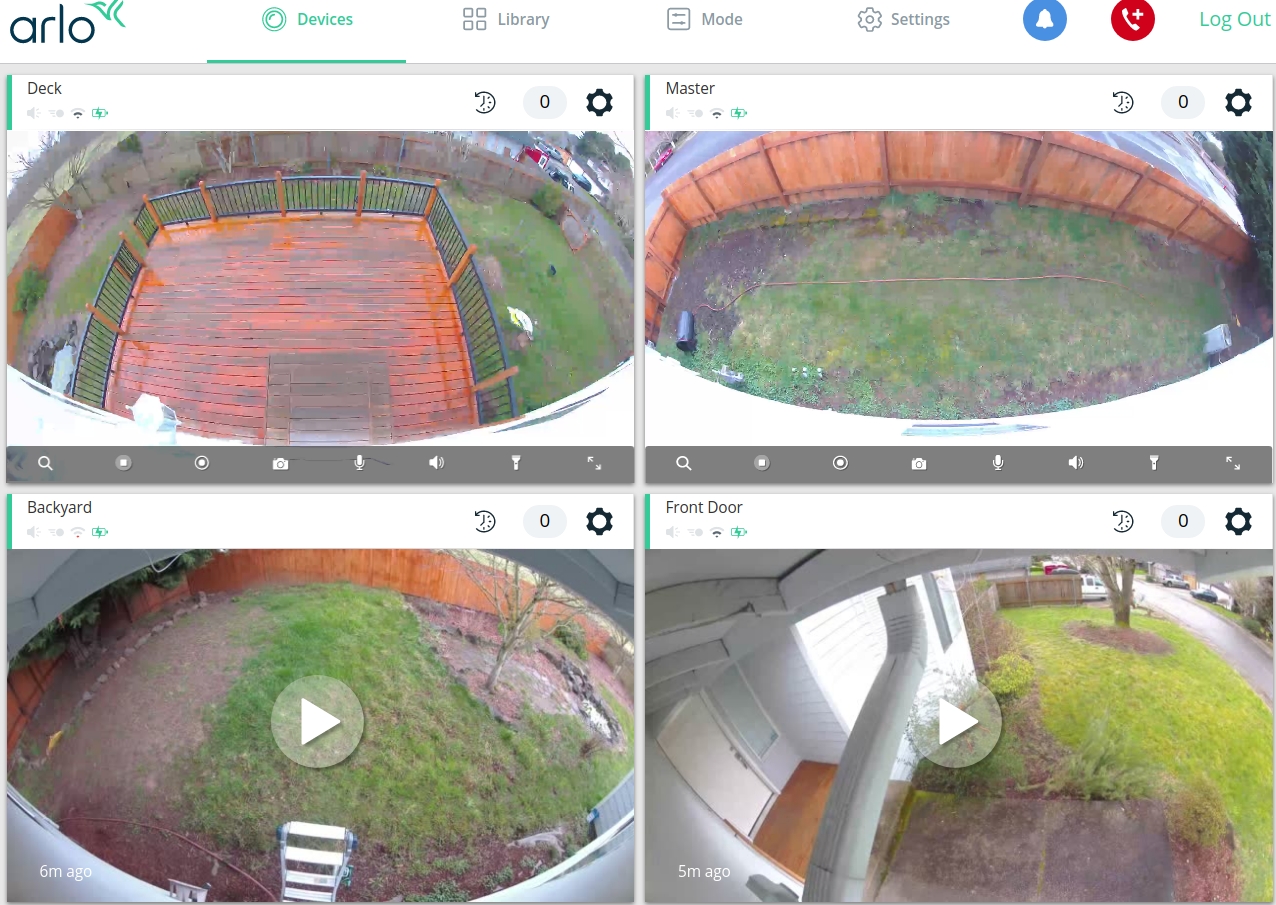 arlo
Devices
Library
Mode
Settings
Log Out
Deck
0
Master
0
Backyard
0
Front Door
0
6m ago
5m ago